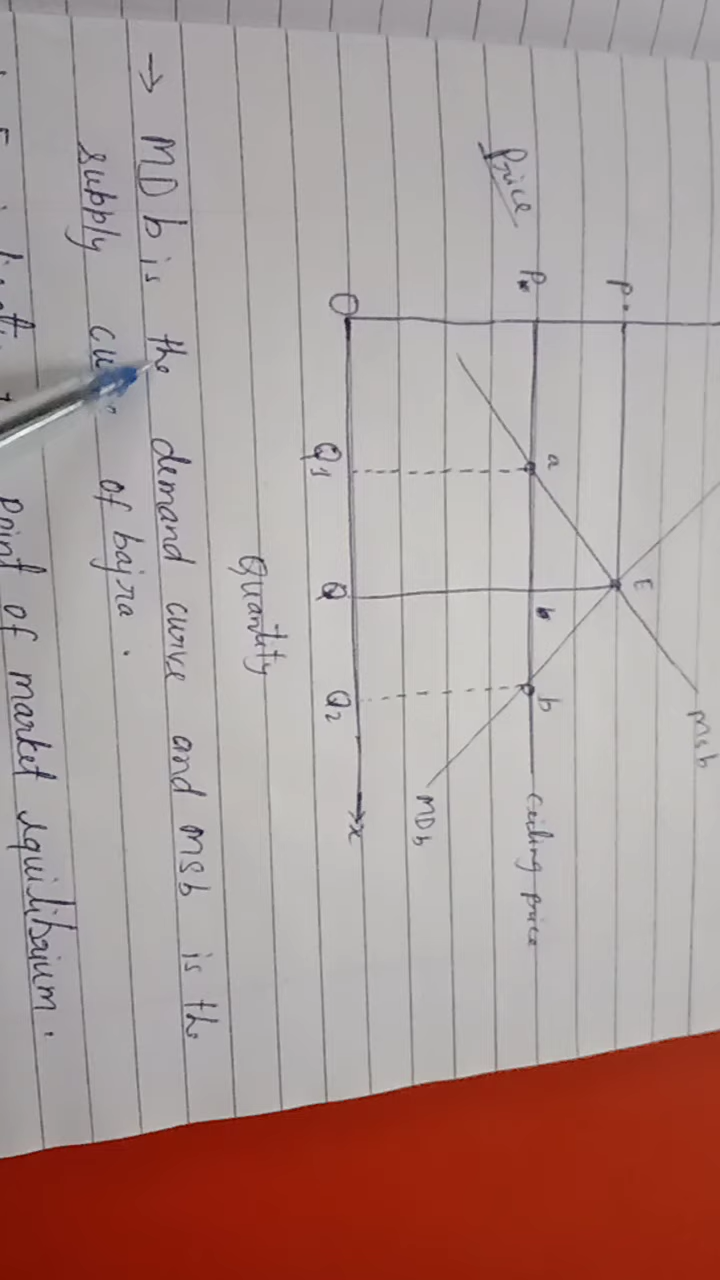 MSb
P
E
Price
P
a
b
b
Ceiling price
MDb
O
Q1
Q
Q2
x
Quantity
→ MDb is the demand curve and MSb is the
supply of bajra.
point of market equilibrium.